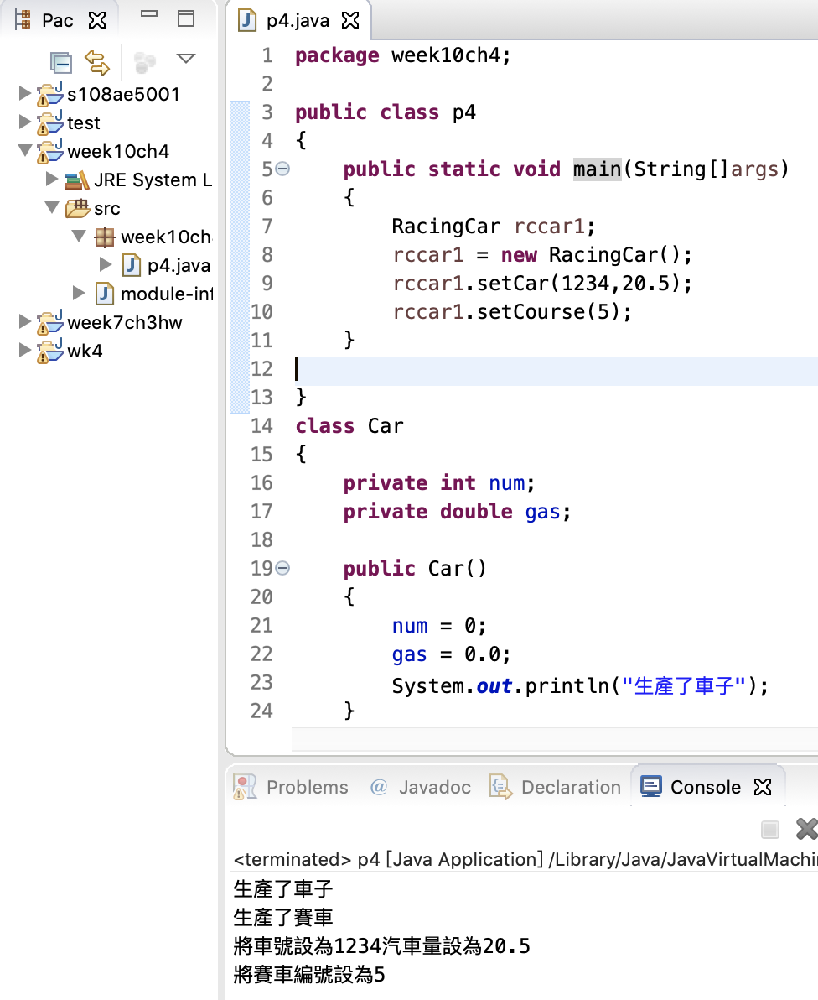 Pac
s108ae5001
test
week10ch4
JRE System L
src
week10ch
p4.java
module-inf
week7ch3hw
wk4
p4.java
1 package week10ch4;
2
3 public class p4
4 {
5 public static void main(String[]args)
6 {
7 RacingCar rccar1;
8 rccar1 = new RacingCar();
9 rccar1.setCar(1234,20.5);
10 rccar1.setCourse(5);
11 }
12
13 }
14 class Car
15 {
16 private int num;
17 private double gas;
18
19 public Car()
20 {
21 num = 0;
22 gas = 0.0;
23 System.out.println("生產了車子");
24 }
Problems @ Javadoc Declaration Console
<terminated> p4 [Java Application] /Library/Java/JavaVirtualMachin
生產了車子
生產了賽車
將車號設為1234汽車量設為20.5
將賽車編號設為5